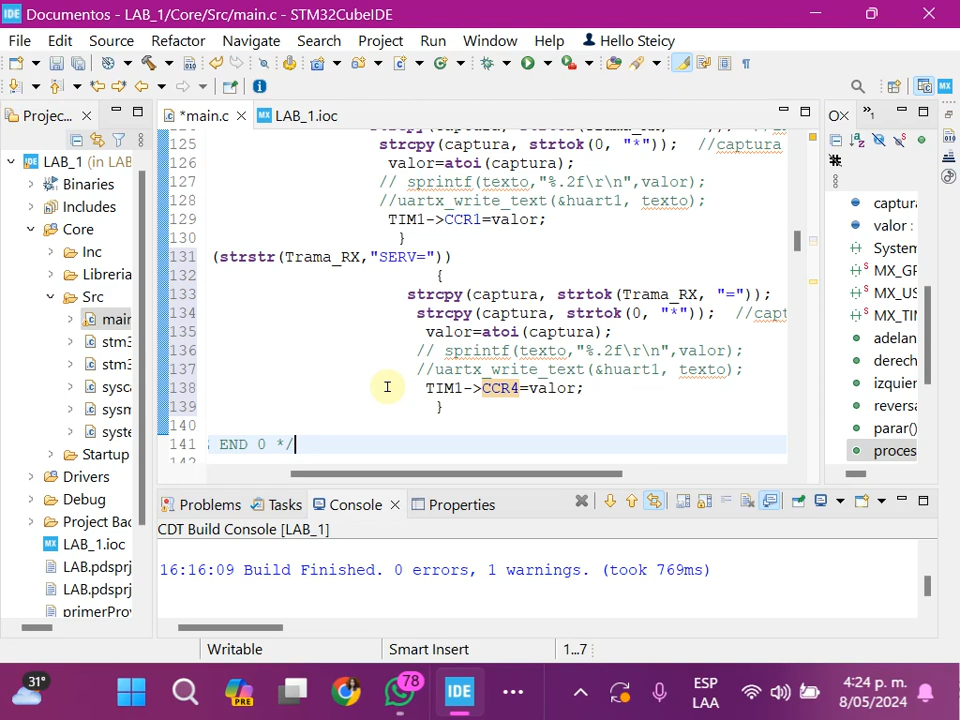 IDE Documentos - LAB_1/Core/Src/main.c - STM32CubeIDE
File Edit Source Refactor Navigate Search Project Run Window Help Hello Steicy
Projec...
*main.c
MX LAB_1.ioc
LAB_1 (in LAB
Binaries
Includes
Core
Inc
Libreria
Src
main
stm3
stm3
sysca
sysm
syste
Startup
Drivers
Debug
Project Bac
MX LAB_1.ioc
LAB.pdsprj
LAB.pdsprj
primerPro
125 strcpy(captura, strtok(0, "*")); //captura
126 valor=atoi(captura);
127 // sprintf(texto,"%.2f\r\n",valor);
128 //uartx_write_text(&huart1, texto);
129 TIM1->CCR1=valor;
130 }
131 (strstr(Trama_RX,"SERV="))
132 {
133 strcpy(captura, strtok(Trama_RX, "="));
134 strcpy(captura, strtok(0, "*")); //capt
135 valor=atoi(captura);
136 // sprintf(texto,"%.2f\r\n",valor);
137 //uartx_write_text(&huart1, texto);
138 TIM1->CCR4=valor;
139 }
140
141 END 0 */
142
captura
valor :
System
MX_GP
MX_US
MX_TIM
adelan
derech
izquier
reversa
parar()
proces
Problems Tasks Console Properties
CDT Build Console [LAB_1]
16:16:09 Build Finished. 0 errors, 1 warnings. (took 769ms)
Writable Smart Insert 1...7
31°
PRE
78
IDE
ESP
LAA
4:24 p. m.
8/05/2024